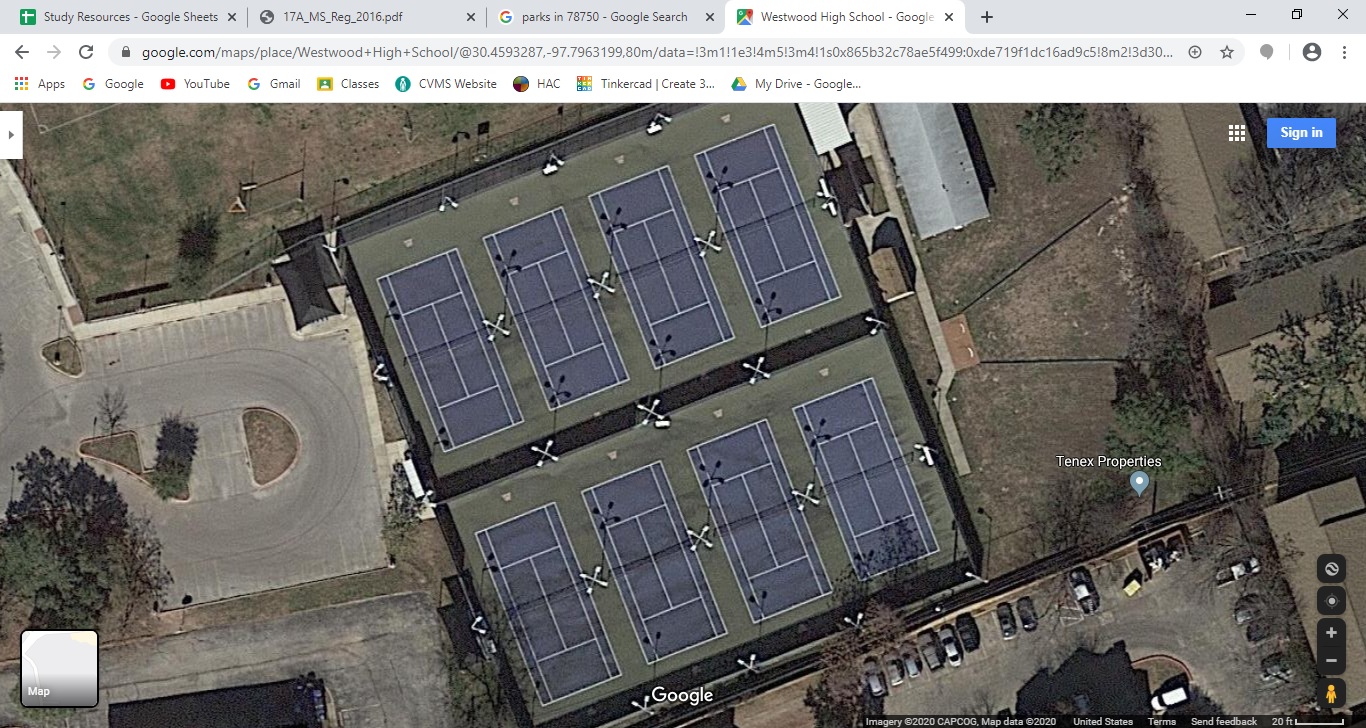 Study Resources - Google Sheets
17A_MS_Reg_2016.pdf
parks in 78750 - Google Search
Westwood High School - Google
google.com/maps/place/Westwood+High+School/@30.4593287,-97.7963199,80m/data=!3m1!1e3!4m5!3m4!1s0x865b32c78ae5f499:0xde719f1dc16ad9c5!8m2!3d30...
Apps
Google
YouTube
Gmail
Classes
CVMS Website
HAC
Tinkercad | Create 3...
My Drive - Google...
Sign in
Tenex Properties
Map
Google
Imagery ©2020 CAPCOG, Map data ©2020 United States Terms Send feedback 20 ft